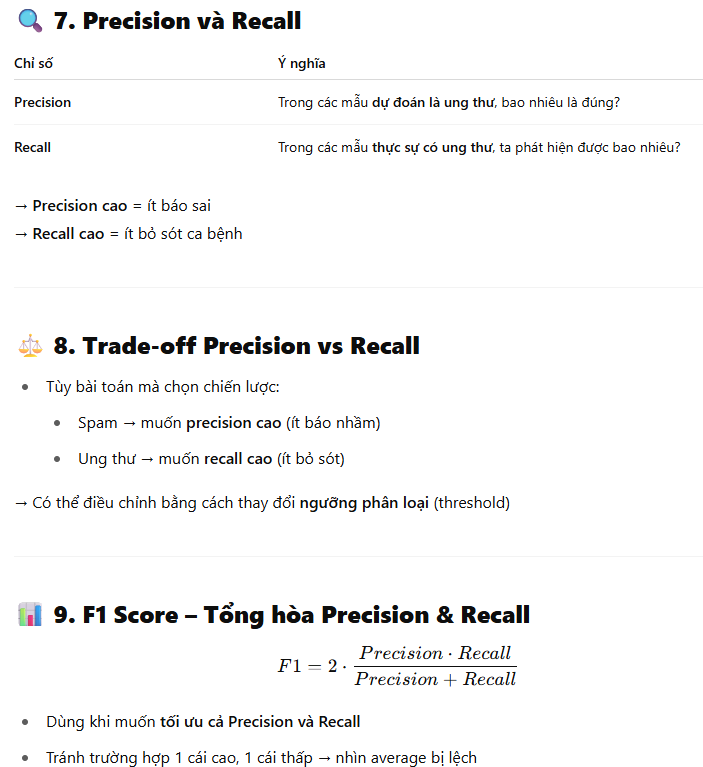 🔍 7. Precision và Recall
Chỉ số Ý nghĩa
Precision Trong các mẫu dự đoán là ung thư, bao nhiêu là đúng?
Recall Trong các mẫu thực sự có ung thư, ta phát hiện được bao nhiêu?
→ Precision cao = ít báo sai
→ Recall cao = ít bỏ sót ca bệnh
⚖️ 8. Trade-off Precision vs Recall
• Tùy bài toán mà chọn chiến lược:
• Spam → muốn precision cao (ít báo nhầm)
• Ung thư → muốn recall cao (ít bỏ sót)
→ Có thể điều chỉnh bằng cách thay đổi ngưỡng phân loại (threshold)
📊 9. F1 Score – Tổng hòa Precision & Recall
F1 = 2 · \frac{Precision · Recall}{Precision + Recall}
• Dùng khi muốn tối ưu cả Precision và Recall
• Tránh trường hợp 1 cái cao, 1 cái thấp → nhìn average bị lệch